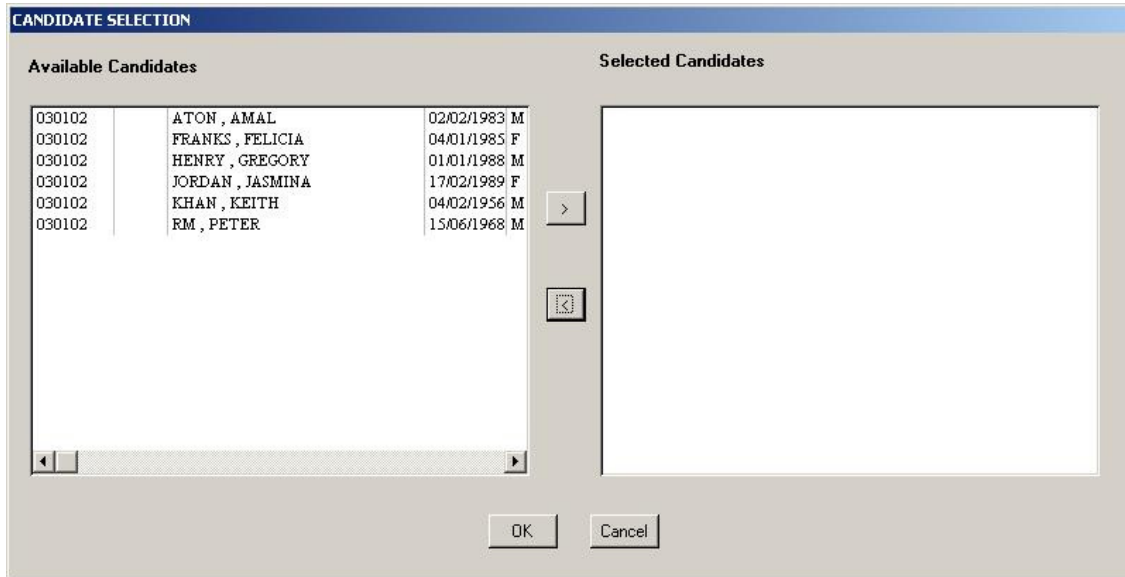 CANDIDATE SELECTION
Available Candidates
Selected Candidates
030102 ATON , AMAL 02/02/1983 M
030102 FRANKS , FELICIA 04/01/1985 F
030102 HENRY , GREGORY 01/01/1988 M
030102 JORDAN , JASMINA 17/02/1989 F
030102 KHAN , KEITH 04/02/1956 M
030102 RM , PETER 15/06/1968 M
>
<
OK
Cancel